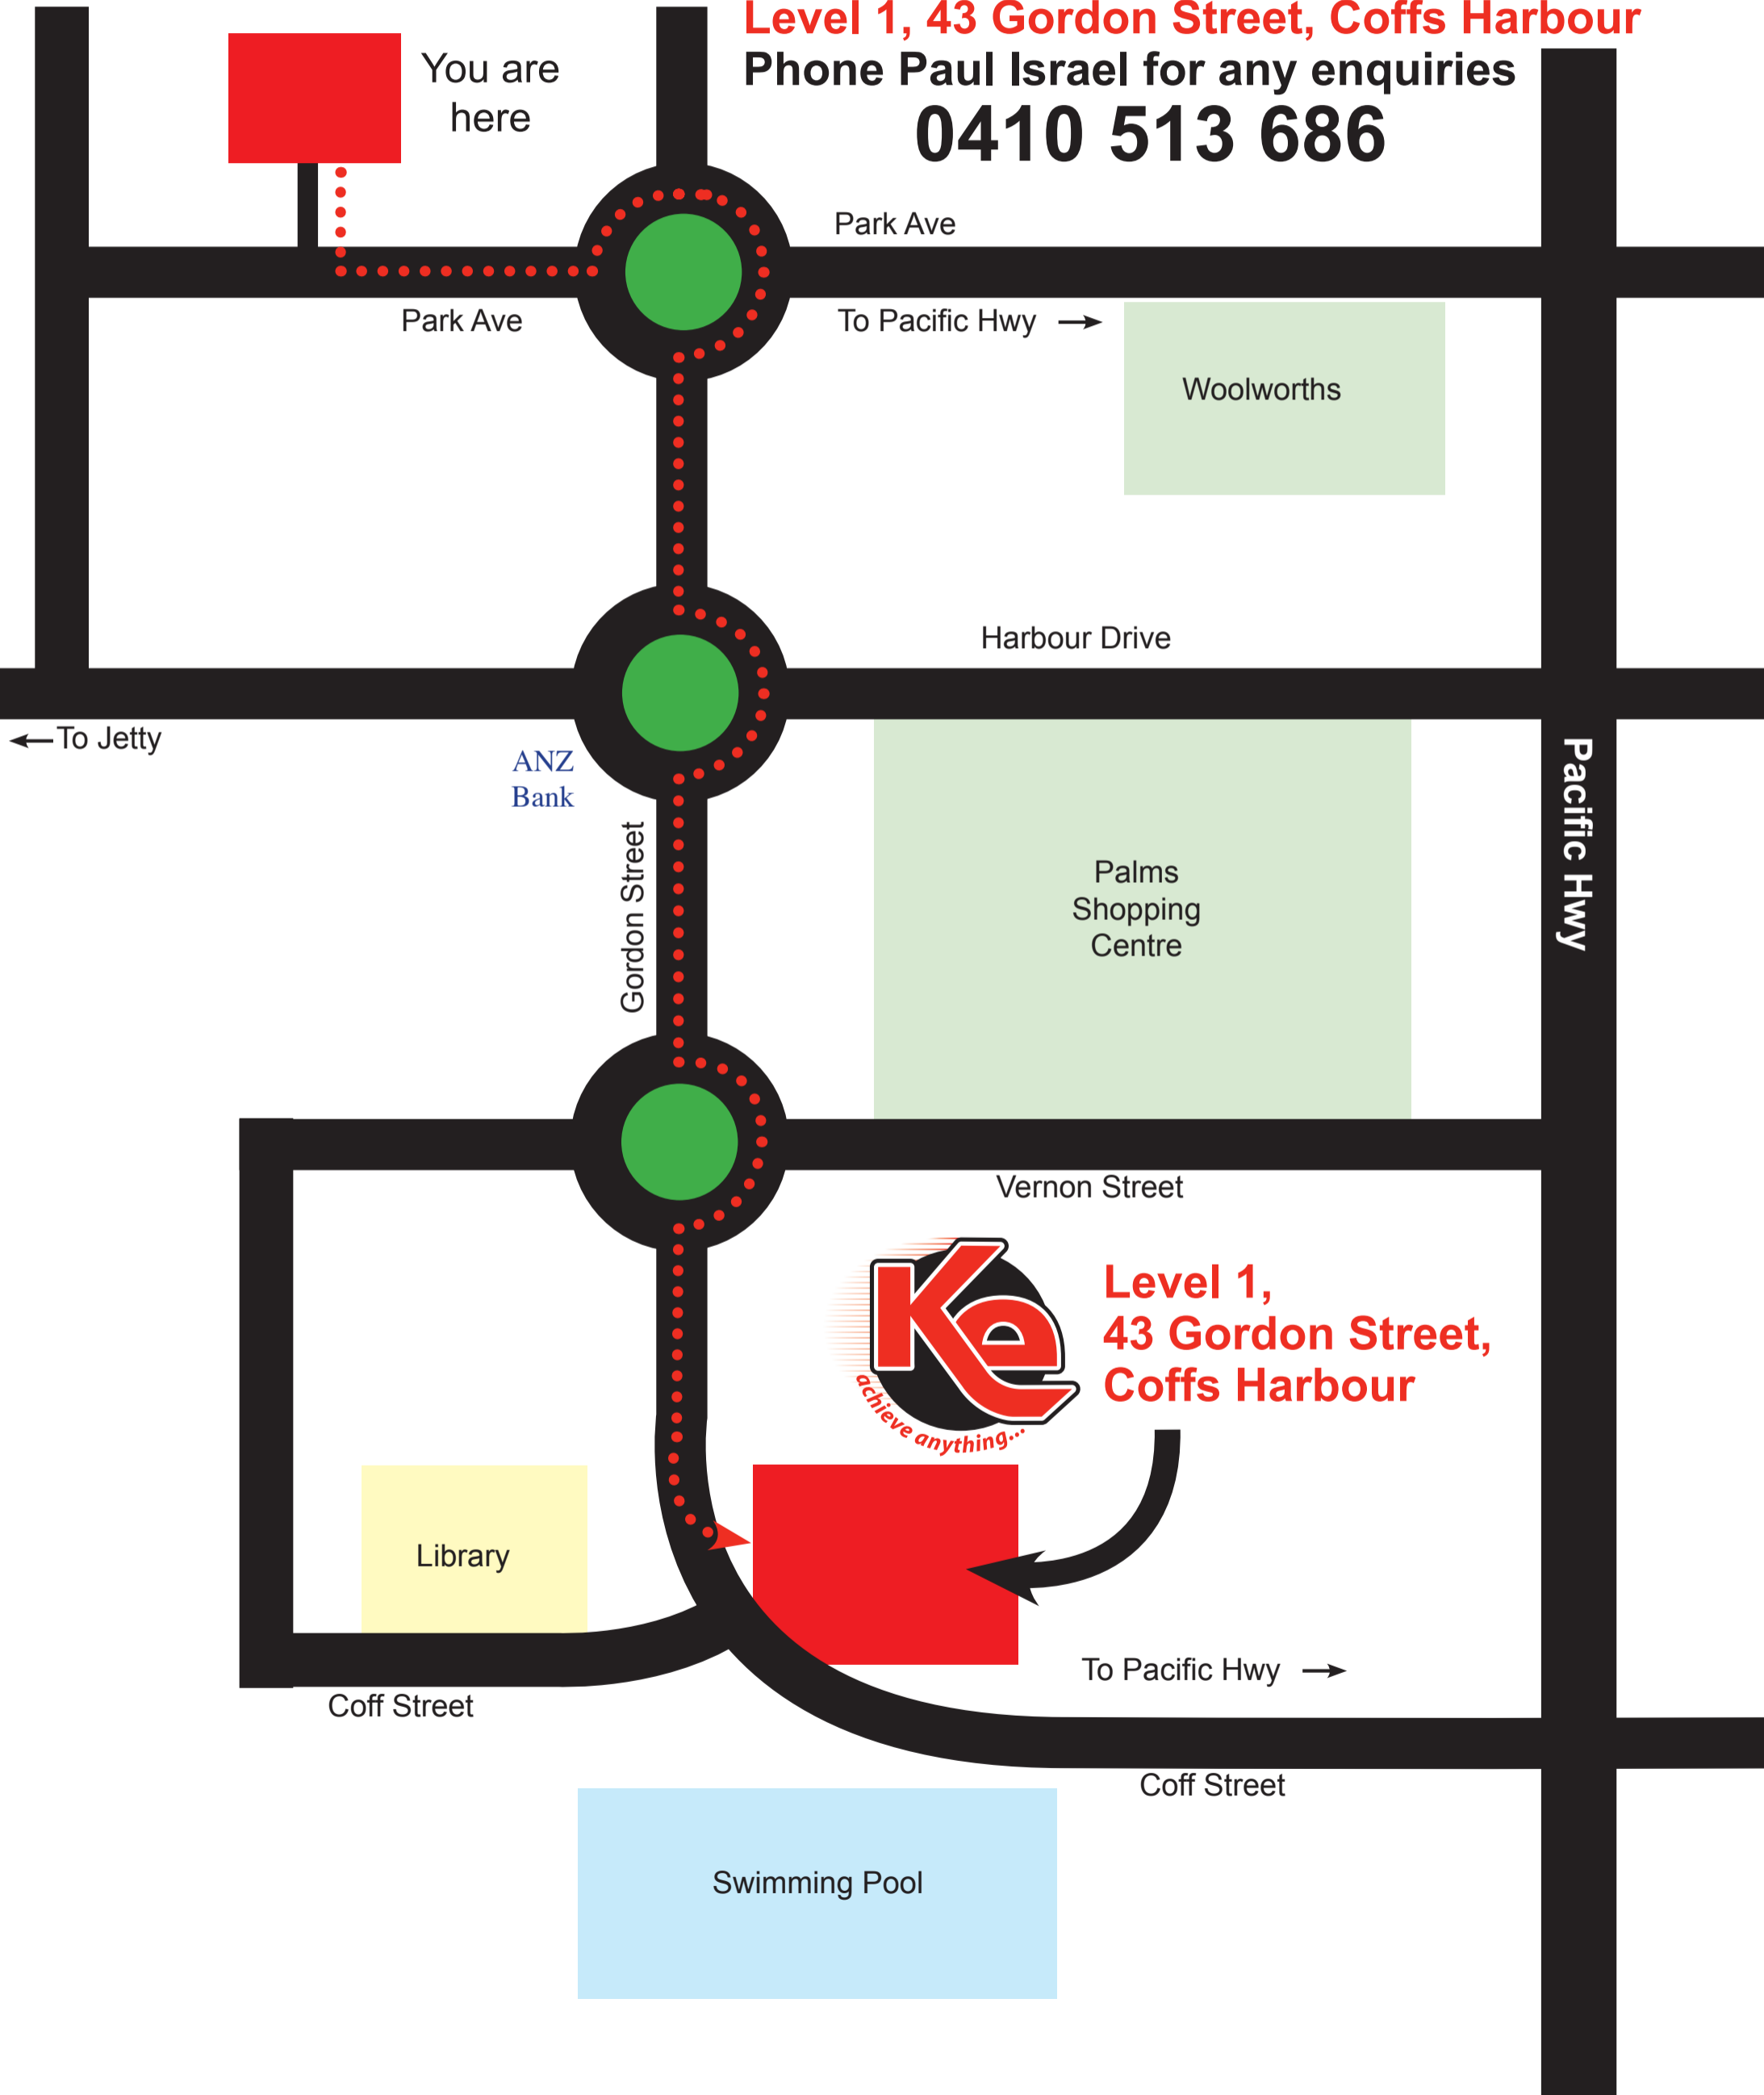 Level 1, 43 Gordon Street, Coffs Harbour
Phone Paul Israel for any enquiries
0410 513 686
You are
here
Park Ave
Park Ave
To Pacific Hwy
Woolworths
Harbour Drive
To Jetty
ANZ
Bank
Gordon Street
Pacific Hwy
Palms
Shopping
Centre
Vernon Street
Ke
achieve anything...
Level 1,
43 Gordon Street,
Coffs Harbour
Library
To Pacific Hwy
Coff Street
Coff Street
Swimming Pool